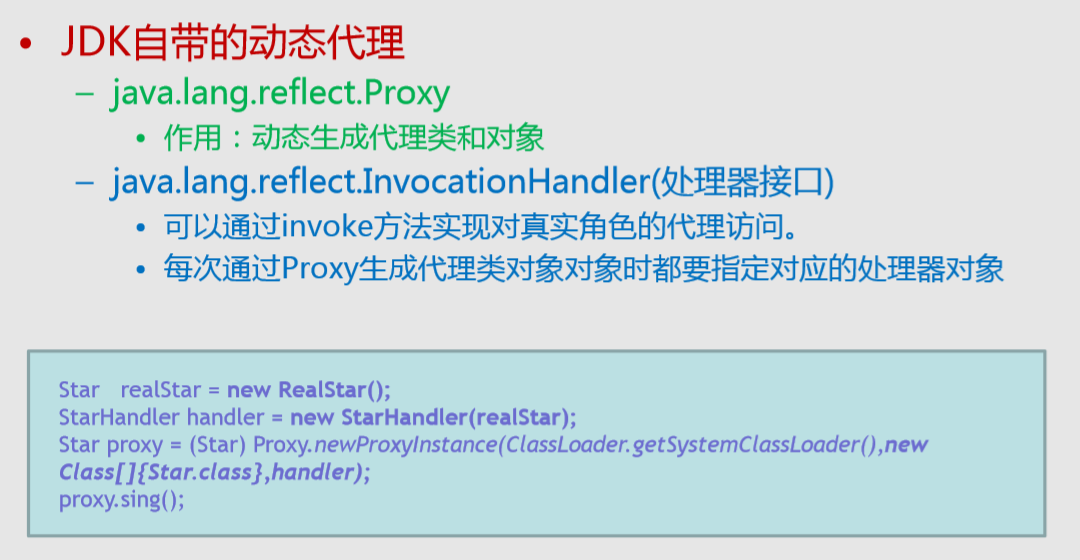 • JDK自带的动态代理
– java.lang.reflect.Proxy
• 作用：动态生成代理类和对象
– java.lang.reflect.InvocationHandler(处理器接口)
• 可以通过invoke方法实现对真实角色的代理访问。
• 每次通过Proxy生成代理类对象对象时都要指定对应的处理器对象
Star realStar = new RealStar();
StarHandler handler = new StarHandler(realStar);
Star proxy = (Star) Proxy.newProxyInstance(ClassLoader.getSystemClassLoader(),new
Class[]{Star.class},handler);
proxy.sing();